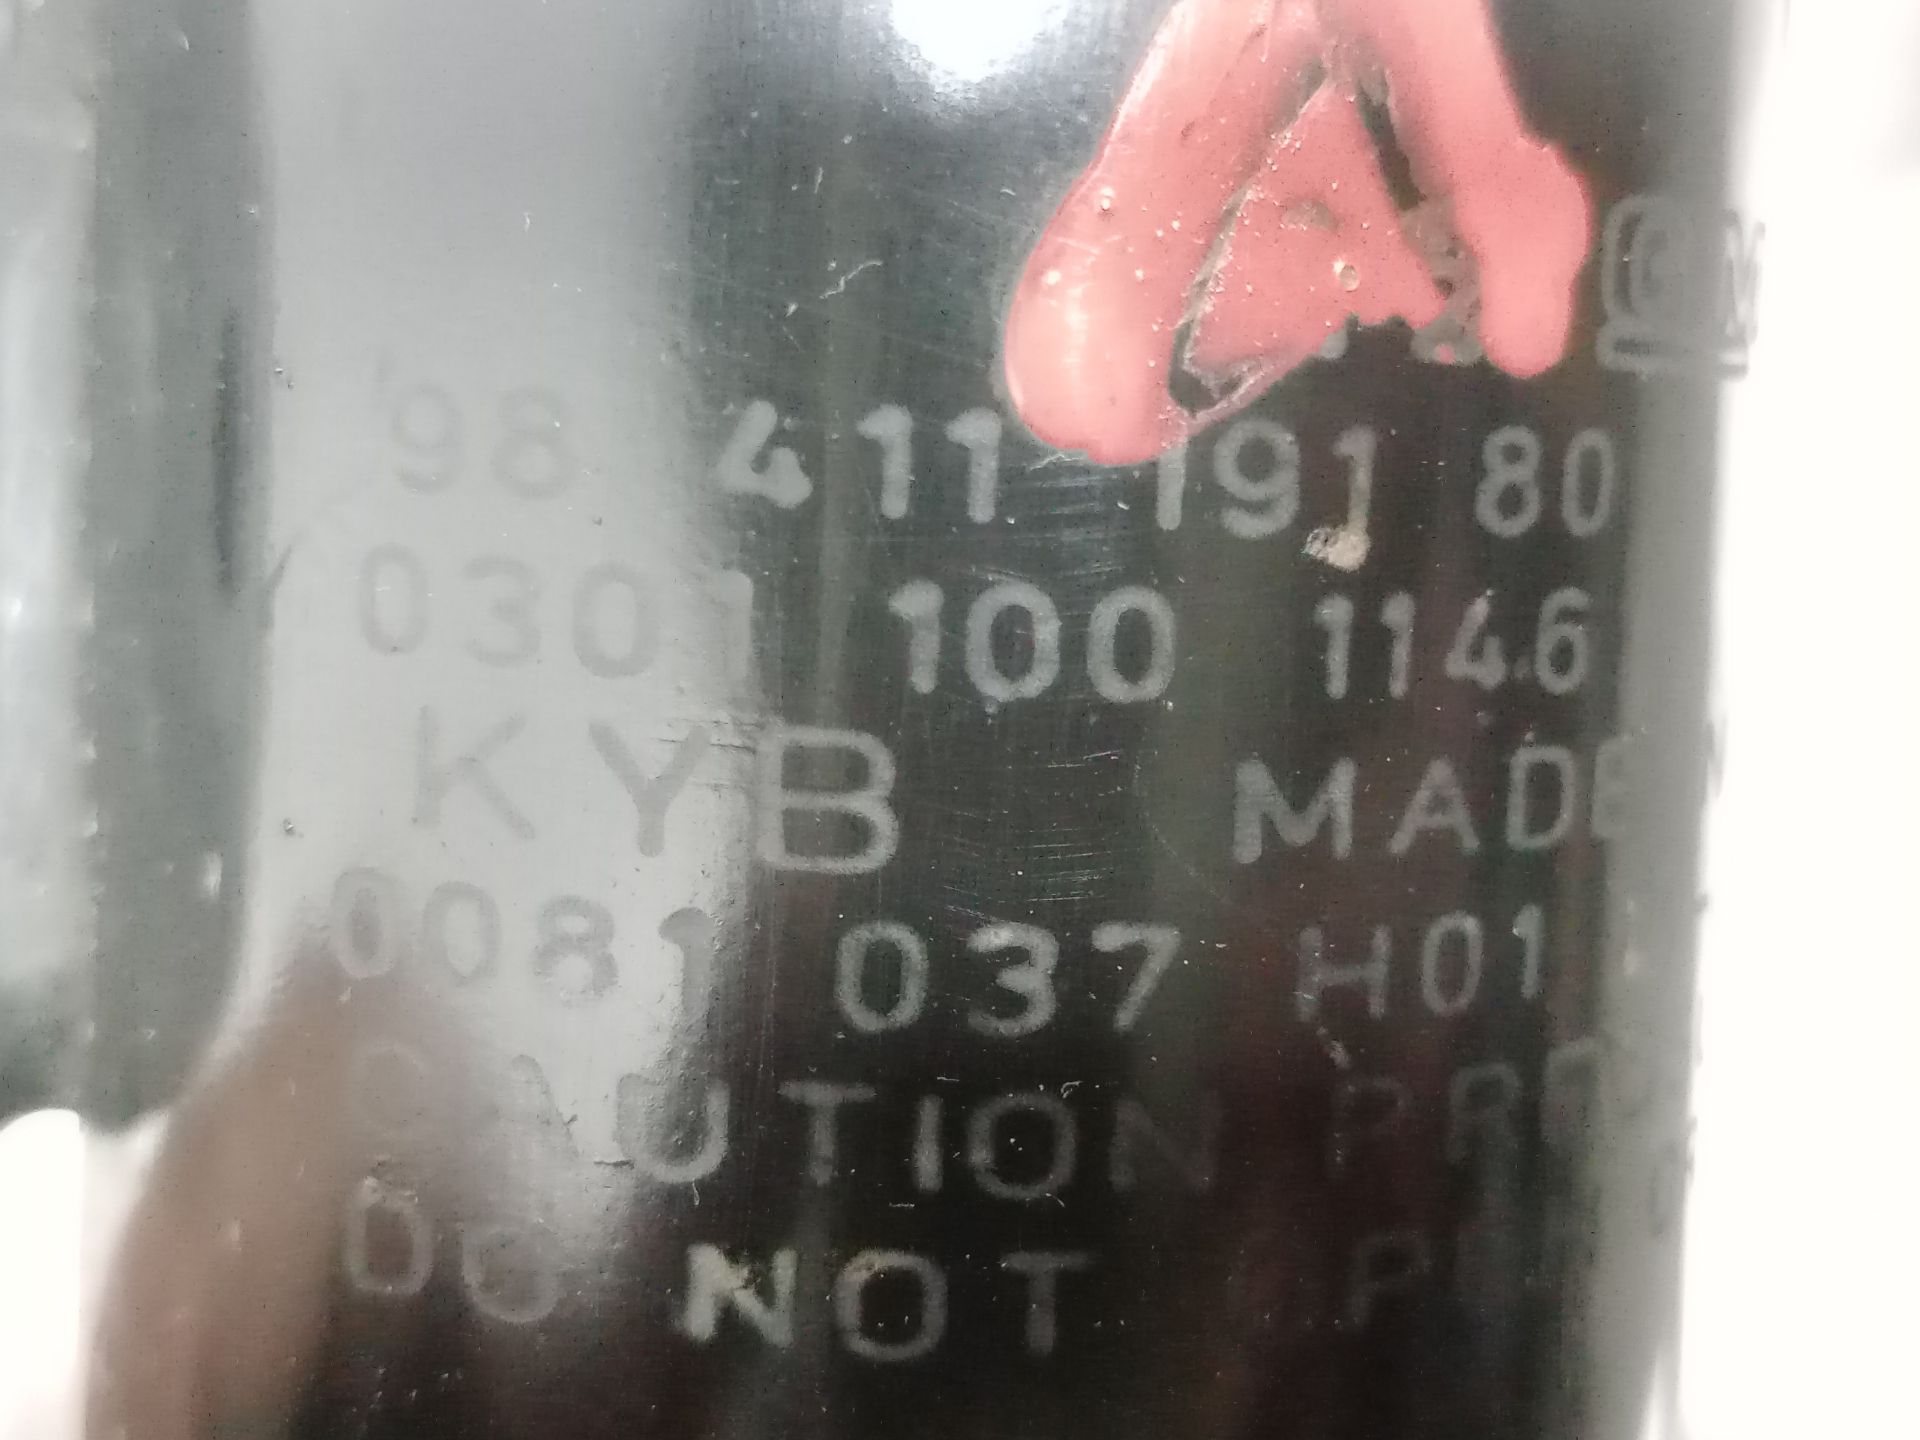 A
98 411 191 80
0301 100 1146
KYB MADE
0081 037 H01
CAUTION
DO NOT